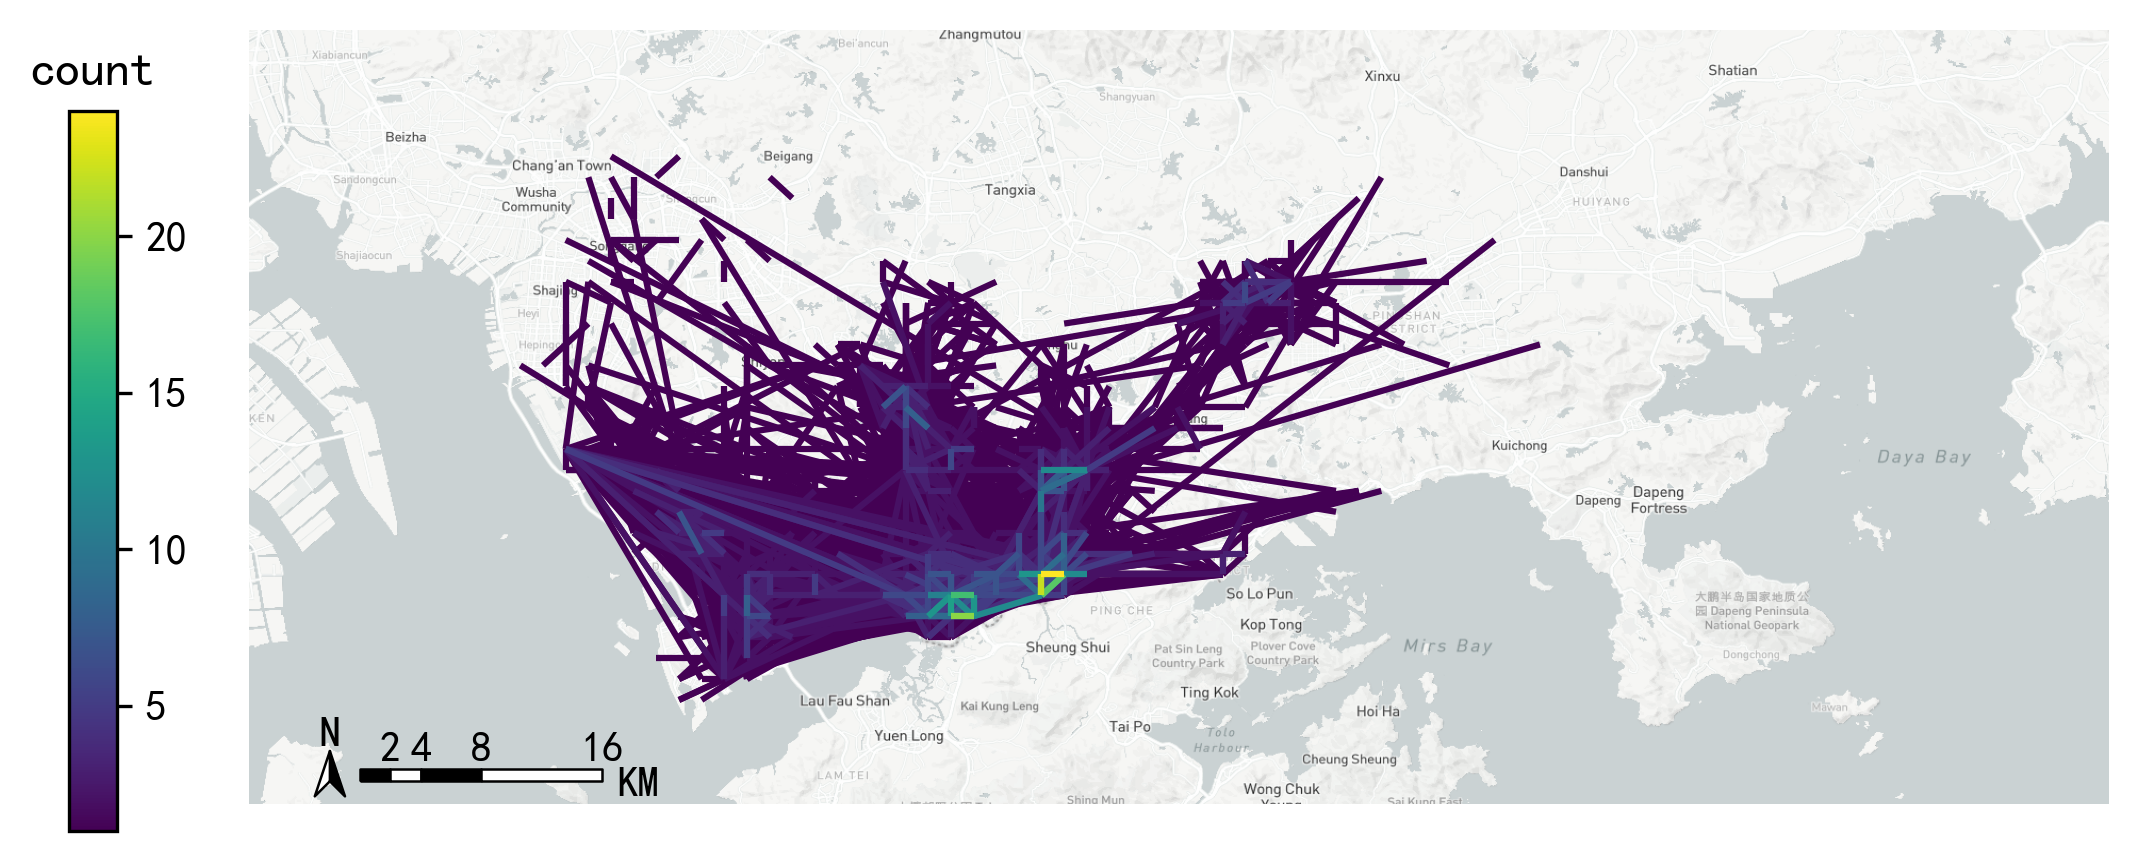 count
20
15
10
5
Zhangmutou
Bei'ancun
Xiabiancun
Xinxu
Shatian
Shangyuan
Beizha
Chang'an Town
Beigang
Sandongcun
Wusha
Community
Tangxia
Danshui
HUIYANG
Shajiaocun
Shajing
Heyi
PINGSHAN
DISTRICT
Kuichong
Daya Bay
Dapeng
Dapeng
Fortress
So Lo Pun
PING CHE
Kop Tong
Sheung Shui
Pat Sin Leng
Country Park
Plover Cove
Country Park
Mirs Bay
大鹏半岛国家地质公
园 Dapeng Peninsula
National Geopark
Dongchong
Ting Kok
Lau Fau Shan
Kai Kung Leng
Hoi Ha
Mawan
Tai Po
Yuen Long
Tolo
Harbour
Cheung Sheung
LAM TEI
Wong Chuk
Shing Mun
Sai Kung East
N
2 4 8 16
KM